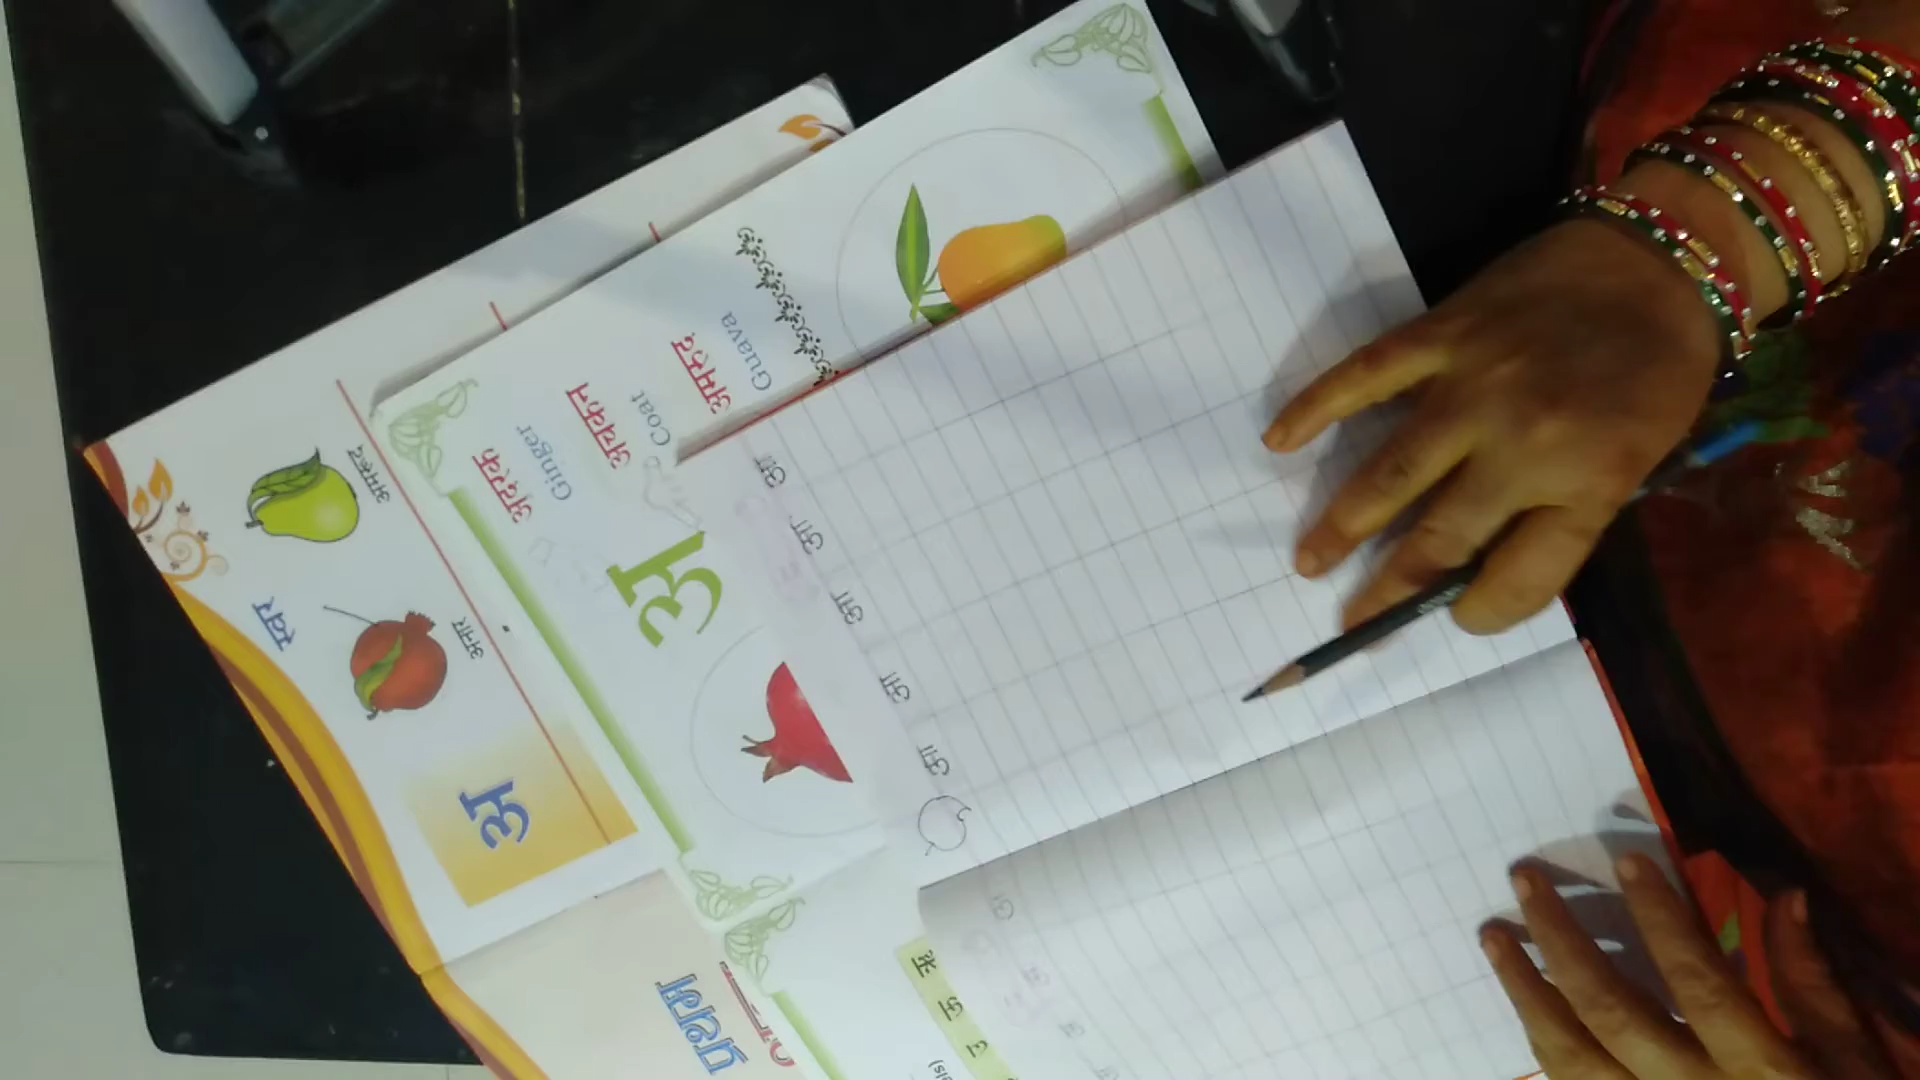 स्वर
अ
अनार
अमरूद
प्रथम
अ
अदरक
Ginger
अचकन
Coat
अमरूद
Guava
आ आ आ आ आ